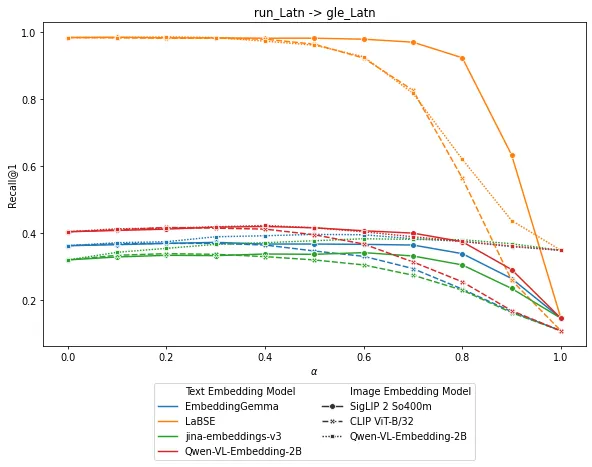 run_Latn -> gle_Latn
Recall@1
1.0
0.8
0.6
0.4
0.2
0.0 0.2 0.4 0.6 0.8 1.0
α
Text Embedding Model Image Embedding Model
EmbeddingGemma SigLIP 2 So400m
LaBSE CLIP ViT-B/32
jina-embeddings-v3 Qwen-VL-Embedding-2B
Qwen-VL-Embedding-2B